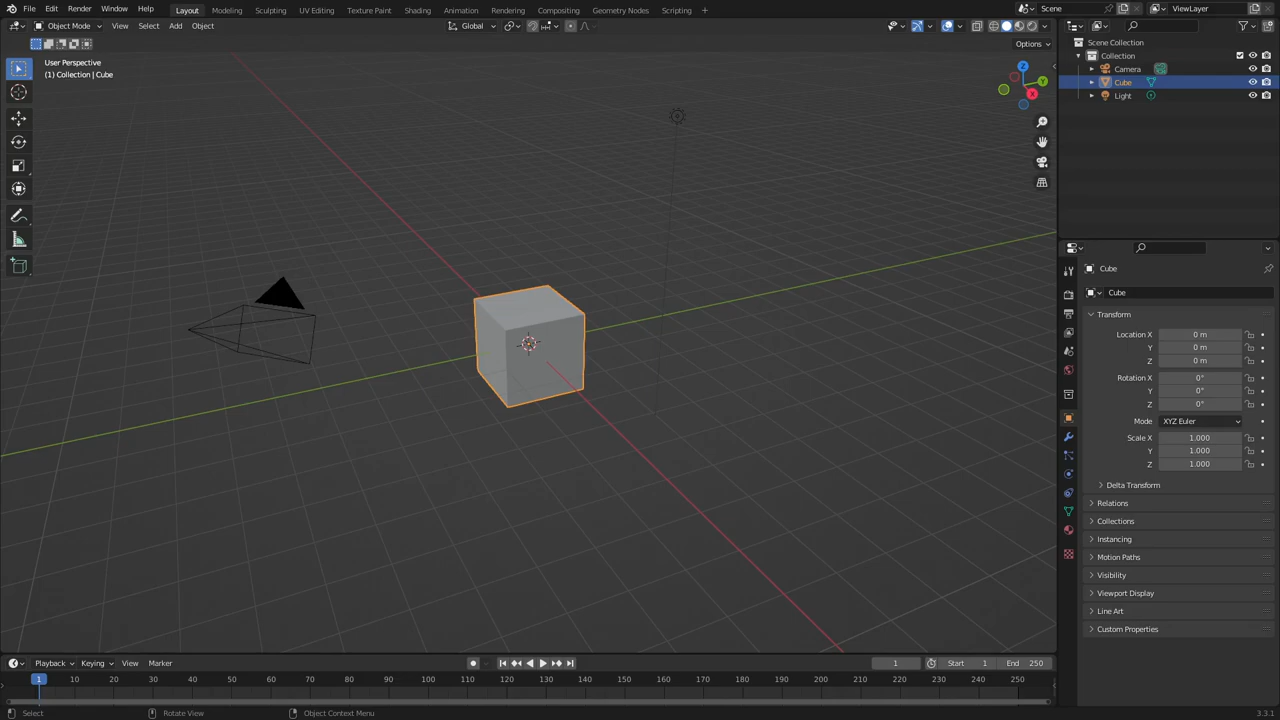 File Edit Render Window Help Layout Modeling Sculpting UV Editing Texture Paint Shading Animation Rendering Compositing Geometry Nodes Scripting + Scene ViewLayer
Object Mode View Select Add Object Global
Options
User Perspective
(1) Collection | Cube
Z
Y
X
Scene Collection
Collection
Camera
Cube
Light
Cube
Cube
Transform
Location X 0 m
Y 0 m
Z 0 m
Rotation X 0°
Y 0°
Z 0°
Mode XYZ Euler
Scale X 1.000
Y 1.000
Z 1.000
Delta Transform
Relations
Collections
Instancing
Motion Paths
Visibility
Viewport Display
Line Art
Custom Properties
Playback Keying View Marker 1 Start 1 End 250
1 10 20 30 40 50 60 70 80 90 100 110 120 130 140 150 160 170 180 190 200 210 220 230 240 250
Select Rotate View Object Context Menu 3.3.1